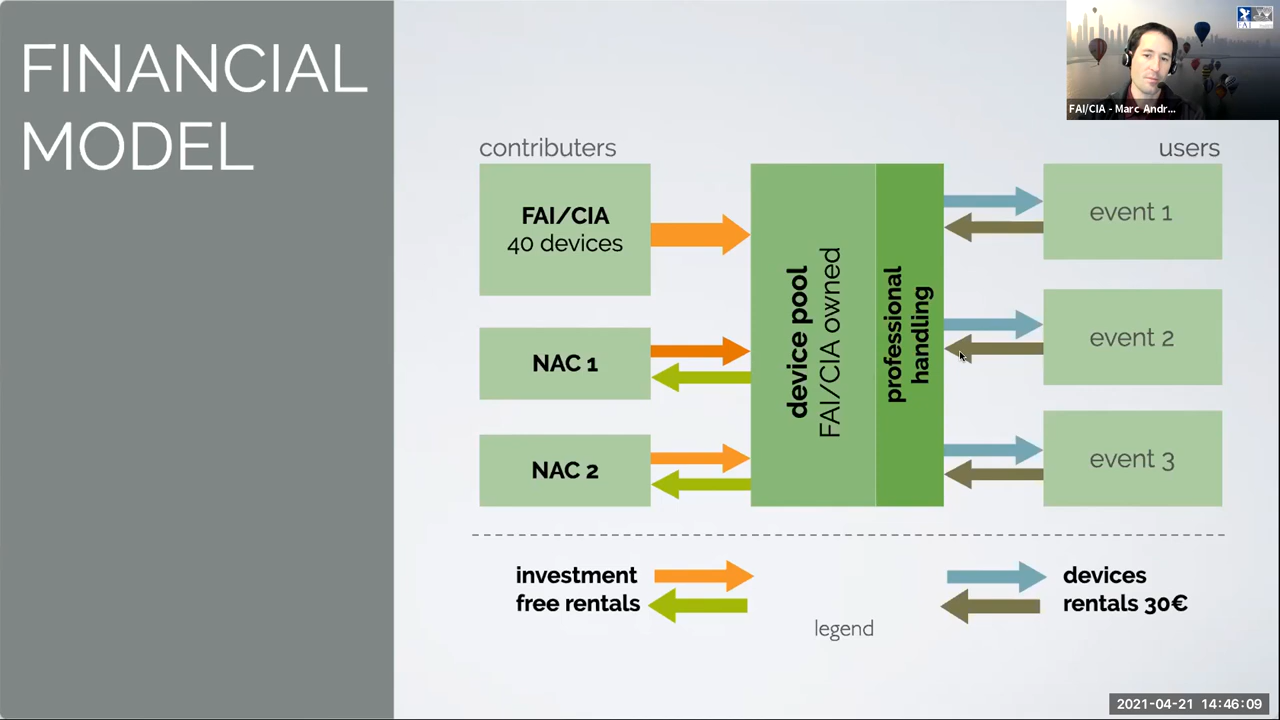 FINANCIAL
MODEL
FAI/CIA - Marc Andr...
contributers
users
FAI/CIA
40 devices
NAC 1
NAC 2
device pool
FAI/CIA owned
professional
handling
event 1
event 2
event 3
investment
free rentals
devices
rentals 30€
legend
2021-04-21 14:46:09